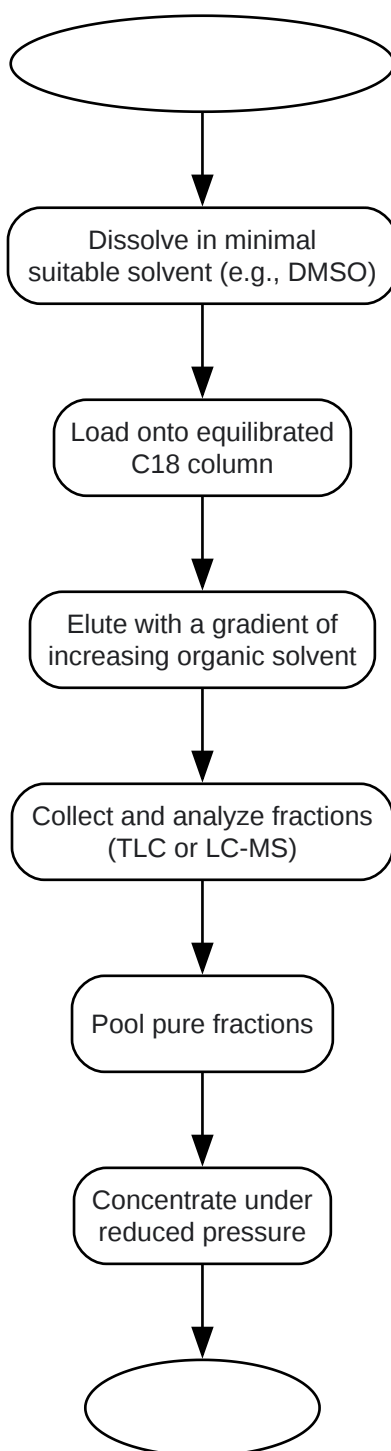 Dissolve in minimal
suitable solvent (e.g., DMSO)
Load onto equilibrated
C18 column
Elute with a gradient of
increasing organic solvent
Collect and analyze fractions
(TLC or LC-MS)
Pool pure fractions
Concentrate under
reduced pressure